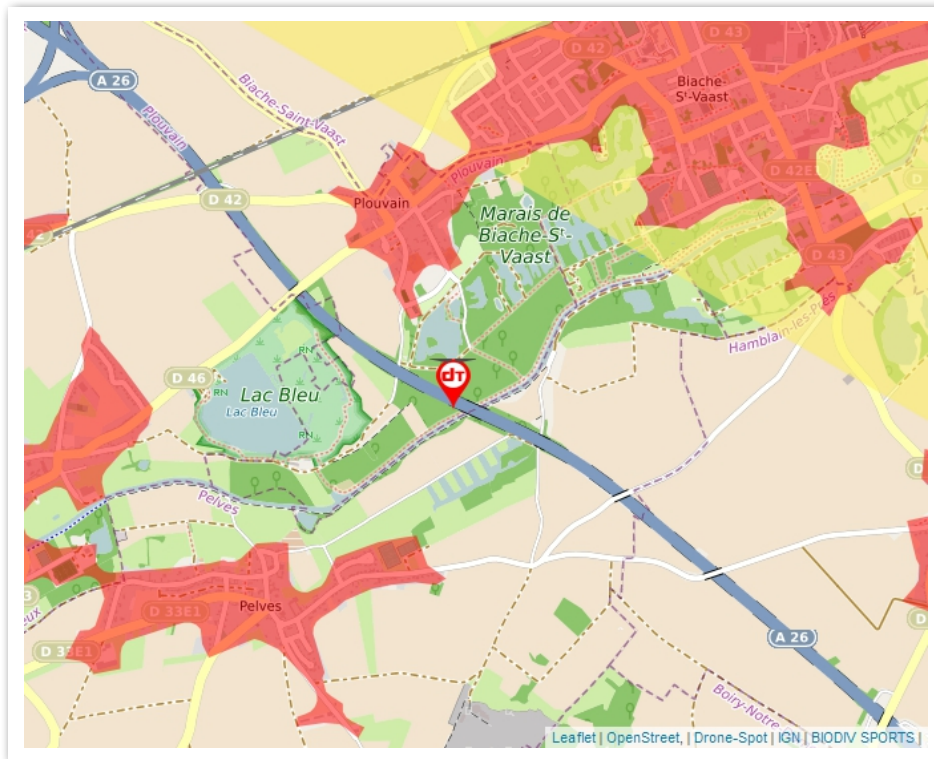 D 42
D 43
A 26
Biache-
Sᵗ-Vaast
Biache-Saint-Vaast
Plouvain
Plouvain
D 42E
D 42
Plouvain
Marais de
Biache-Sᵗ-
Vaast
D 43
Hamblain-les-Prés
RN
dT
D 46
Lac Bleu
RN
Lac Bleu
RN
D
Pelves
D 33E1
Pelves
D
D 33E1
A 26
Boiry-Notre
Leaflet | OpenStreet, | Drone-Spot | IGN | BIODIV SPORTS |